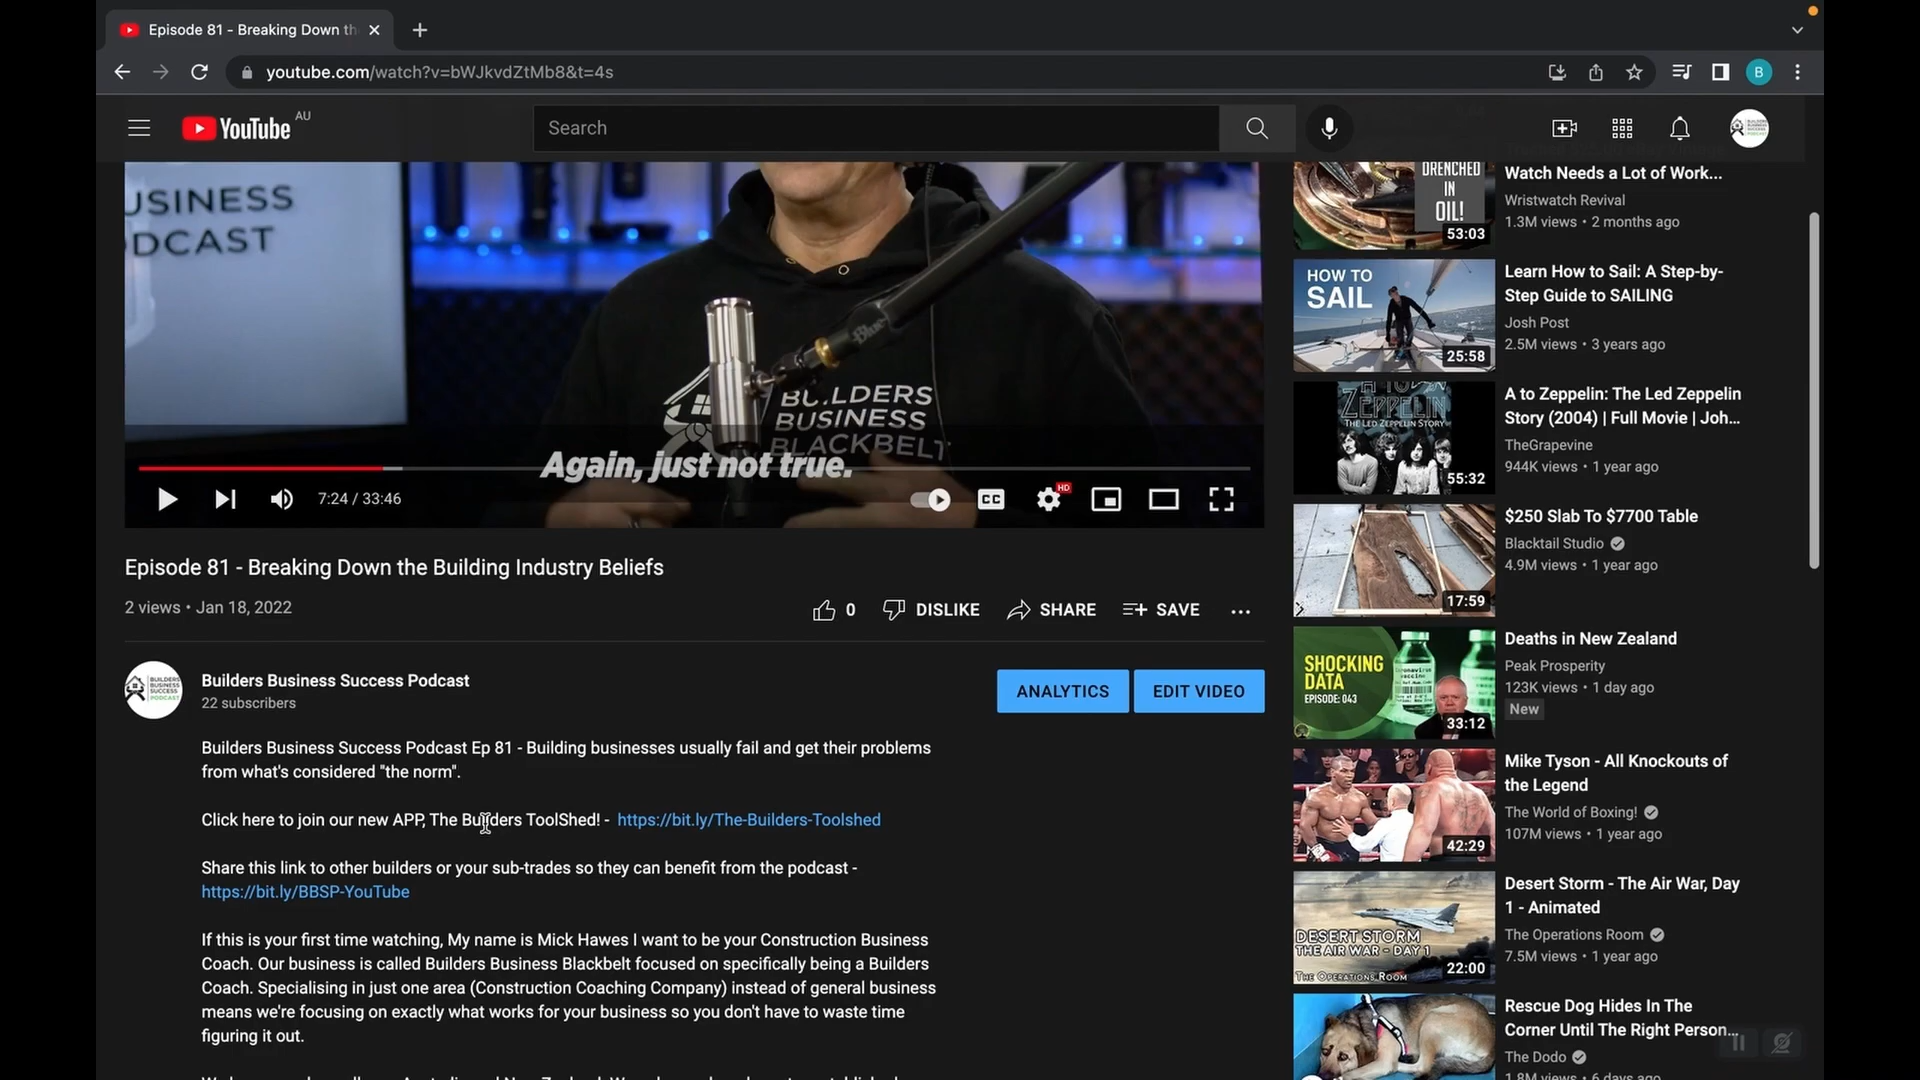 Episode 81 - Breaking Down th
youtube.com/watch?v=bWJkvdZtMb8&t=4s
B
YouTube AU
Search
USINESS
DCAST
BUILDERS
BUSINESS
BLACKBELT
Again, just not true.
7:24 / 33:46
CC
HD
Episode 81 - Breaking Down the Building Industry Beliefs
2 views • Jan 18, 2022
0 DISLIKE SHARE SAVE ...
BUILDERS
BUSINESS
SUCCESS
PODCAST
Builders Business Success Podcast
22 subscribers
ANALYTICS
EDIT VIDEO
Builders Business Success Podcast Ep 81 - Building businesses usually fail and get their problems
from what's considered "the norm".
Click here to join our new APP, The Builders ToolShed! - https://bit.ly/The-Builders-Toolshed
Share this link to other builders or your sub-trades so they can benefit from the podcast -
https://bit.ly/BBSP-YouTube
If this is your first time watching, My name is Mick Hawes I want to be your Construction Business
Coach. Our business is called Builders Business Blackbelt focused on specifically being a Builders
Coach. Specialising in just one area (Construction Coaching Company) instead of general business
means we're focusing on exactly what works for your business so you don't have to waste time
figuring it out.
DRENCHED
IN
OIL!
53:03
Watch Needs a Lot of Work...
Wristwatch Revival
1.3M views • 2 months ago
HOW TO
SAIL
25:58
Learn How to Sail: A Step-by-
Step Guide to SAILING
Josh Post
2.5M views • 3 years ago
A TO
ZEPPELIN
THE LED ZEPPELIN STORY
55:32
A to Zeppelin: The Led Zeppelin
Story (2004) | Full Movie | Joh...
TheGrapevine
944K views • 1 year ago
17:59
$250 Slab To $7700 Table
Blacktail Studio
4.9M views • 1 year ago
SHOCKING
DATA
EPISODE: 043
33:12
Deaths in New Zealand
Peak Prosperity
123K views • 1 day ago
New
42:29
Mike Tyson - All Knockouts of
the Legend
The World of Boxing!
107M views • 1 year ago
DESERT STORM
THE AIR WAR - DAY 1
THE OPERATIONS ROOM
22:00
Desert Storm - The Air War, Day
1 - Animated
The Operations Room
7.5M views • 1 year ago
Rescue Dog Hides In The
Corner Until The Right Person...
The Dodo
1.8M views • 6 days ago